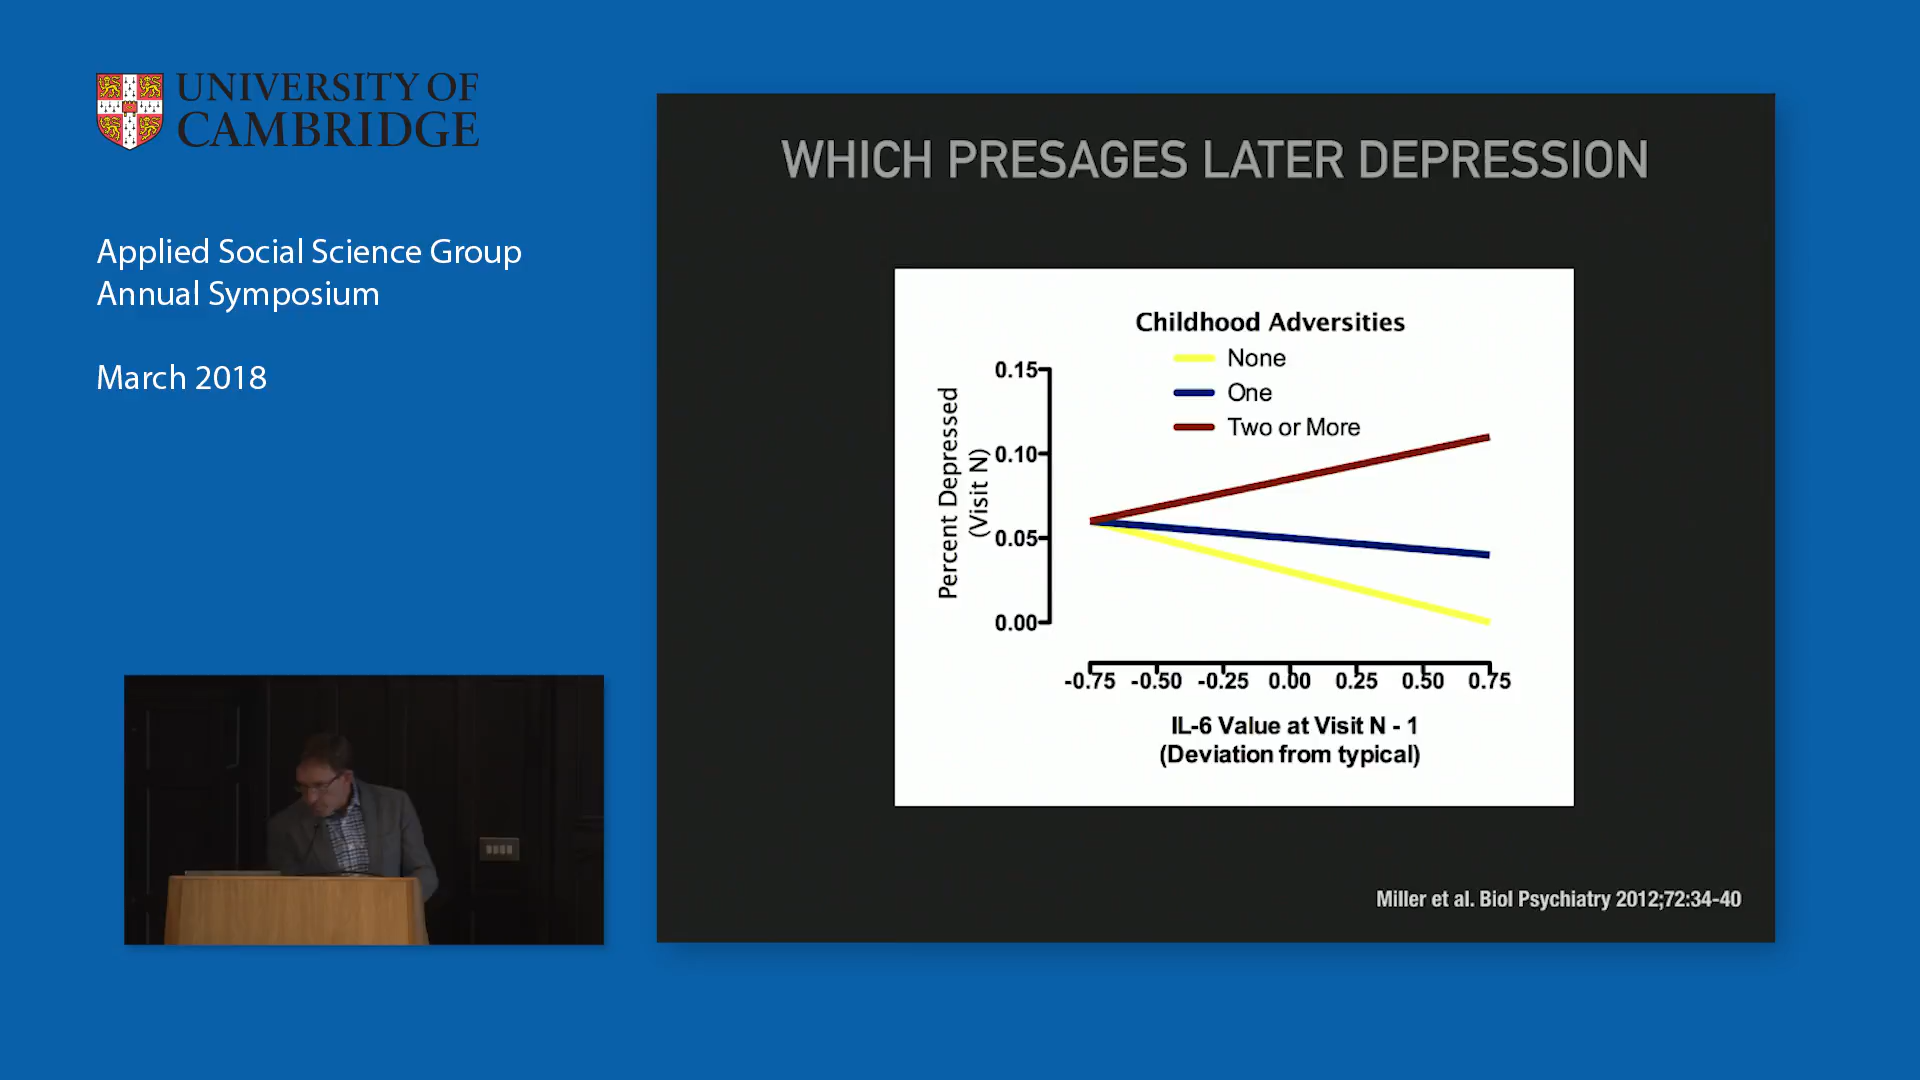 UNIVERSITY OF
CAMBRIDGE
Applied Social Science Group
Annual Symposium
March 2018
WHICH PRESAGES LATER DEPRESSION
Childhood Adversities
None
One
Two or More
Percent Depressed
(Visit N)
0.15
0.10
0.05
0.00
-0.75 -0.50 -0.25 0.00 0.25 0.50 0.75
IL-6 Value at Visit N - 1
(Deviation from typical)
Miller et al. Biol Psychiatry 2012;72:34-40